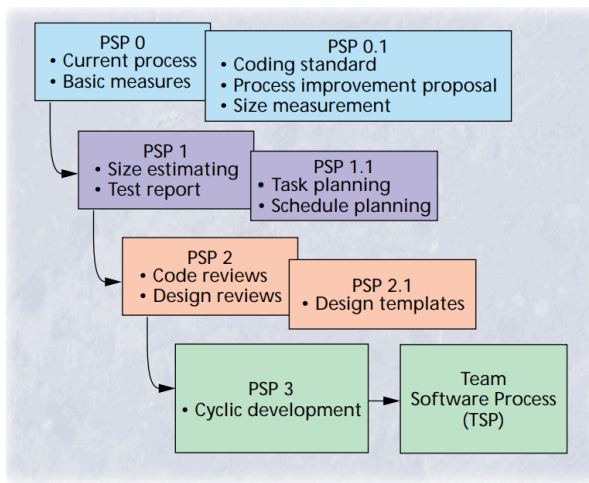 PSP 0
• Current process
• Basic measures
PSP 0.1
• Coding standard
• Process improvement proposal
• Size measurement
PSP 1
• Size estimating
• Test report
PSP 1.1
• Task planning
• Schedule planning
PSP 2
• Code reviews
• Design reviews
PSP 2.1
• Design templates
PSP 3
• Cyclic development
Team
Software Process
(TSP)